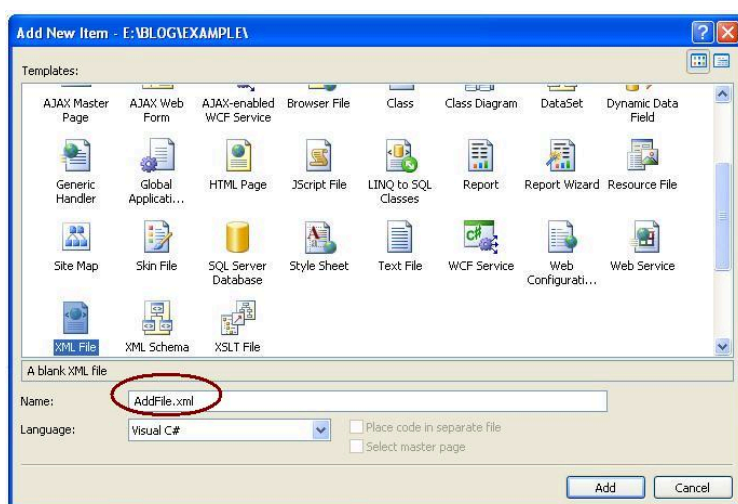 Add New Item - E:\BLOG\EXAMPLE\
Templates:
AJAX Master Page
AJAX Web Form
AJAX-enabled WCF Service
Browser File
Class
Class Diagram
DataSet
Dynamic Data Field
Generic Handler
Global Applicati...
HTML Page
JScript File
LINQ to SQL Classes
Report
Report Wizard
Resource File
Site Map
Skin File
SQL Server Database
Style Sheet
Text File
WCF Service
Web Configurati...
Web Service
XML File
XML Schema
XSLT File
A blank XML file
Name: AddFile.xml
Language: Visual C#
Place code in separate file
Select master page
Add Cancel